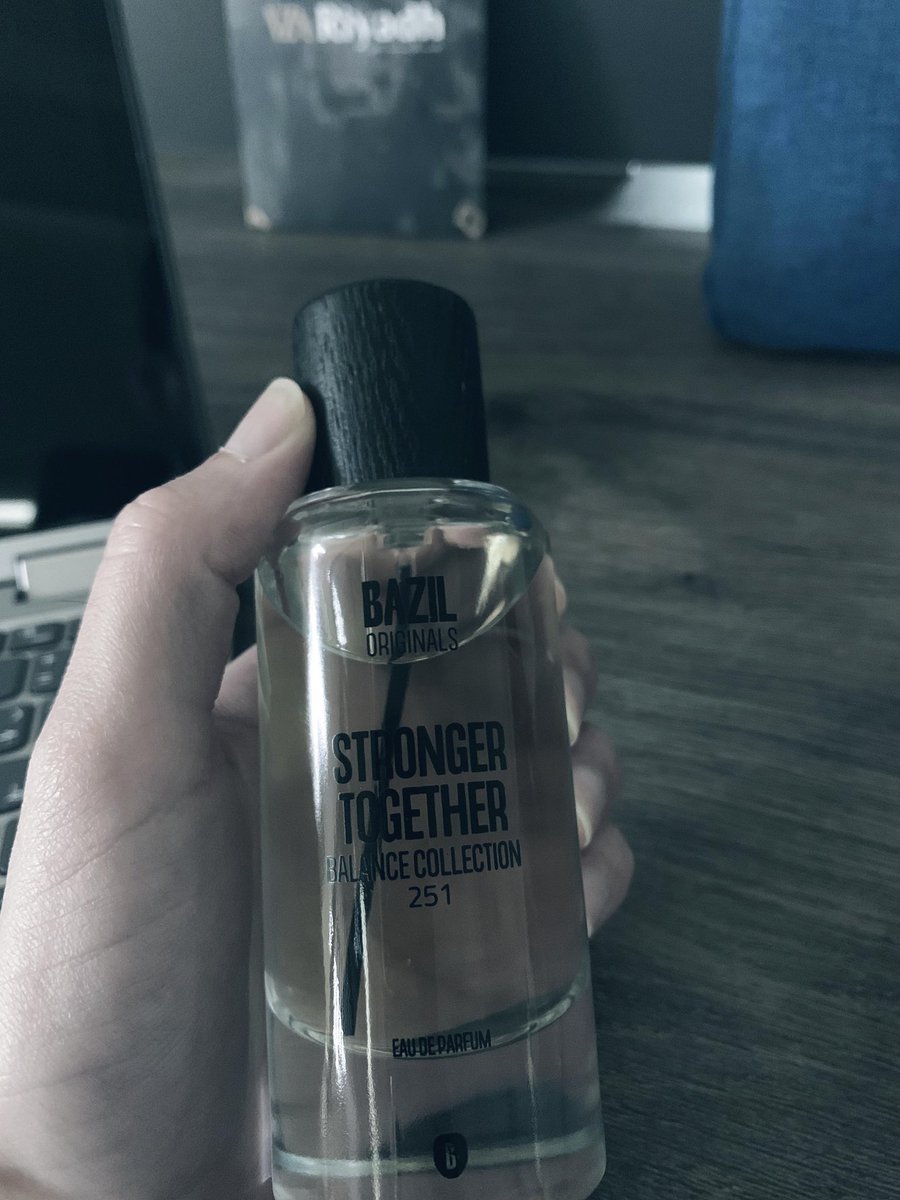 Riyadh
BAZIL
ORIGINALS
STRONGER
TOGETHER
BALANCE COLLECTION
251
EAU DE PARFUM
B